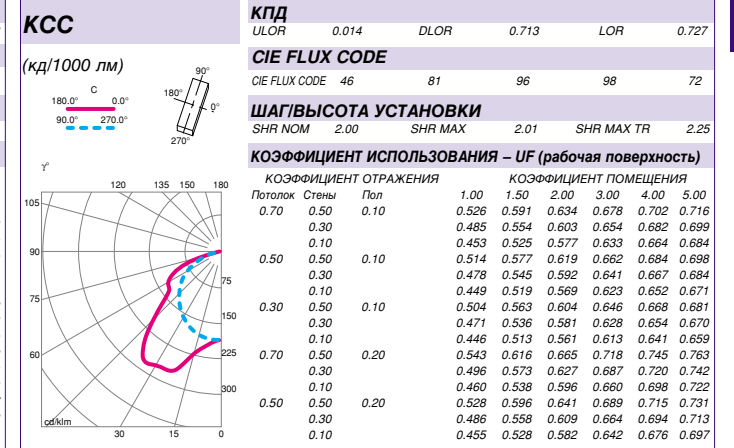 КСС
(кд/1000 лм)
C
180.0° 0.0°
90.0° 270.0°
90°
180°
0°
270°
γ°
120 135 150 180
105
90
75
60
75
150
225
300
cd/klm
30 15 0
КПД
ULOR 0.014 DLOR 0.713 LOR 0.727
CIE FLUX CODE
CIE FLUX CODE 46 81 96 98 72
ШАГ/ВЫСОТА УСТАНОВКИ
SHR NOM 2.00 SHR MAX 2.01 SHR MAX TR 2.25
КОЭФФИЦИЕНТ ИСПОЛЬЗОВАНИЯ – UF (рабочая поверхность)
КОЭФФИЦИЕНТ ОТРАЖЕНИЯ КОЭФФИЦИЕНТ ПОМЕЩЕНИЯ
Потолок Стены Пол 1.00 1.50 2.00 3.00 4.00 5.00
0.70 0.50 0.10 0.526 0.591 0.634 0.678 0.702 0.716
0.30 0.485 0.554 0.603 0.654 0.682 0.699
0.10 0.453 0.525 0.577 0.633 0.664 0.684
0.50 0.50 0.10 0.514 0.577 0.619 0.662 0.684 0.698
0.30 0.478 0.545 0.592 0.641 0.667 0.684
0.10 0.449 0.519 0.569 0.623 0.652 0.671
0.30 0.50 0.10 0.504 0.563 0.604 0.646 0.668 0.681
0.30 0.471 0.536 0.581 0.628 0.654 0.670
0.10 0.446 0.513 0.561 0.613 0.641 0.659
0.70 0.50 0.20 0.543 0.616 0.665 0.718 0.745 0.763
0.30 0.496 0.573 0.627 0.687 0.720 0.742
0.10 0.460 0.538 0.596 0.660 0.698 0.722
0.50 0.50 0.20 0.528 0.596 0.641 0.689 0.715 0.731
0.30 0.486 0.558 0.609 0.664 0.694 0.713
0.10 0.455 0.528 0.582 0.642 0.676 0.697